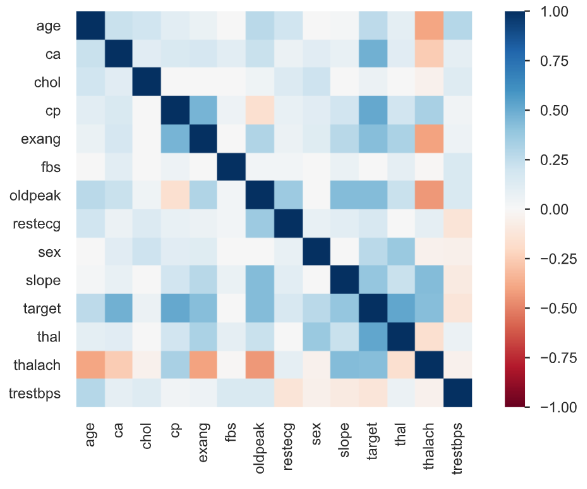 age
ca
chol
cp
exang
fbs
oldpeak
restecg
sex
slope
target
thal
thalach
trestbps
age
ca
chol
cp
exang
fbs
oldpeak
restecg
sex
slope
target
thal
thalach
trestbps
1.00
0.75
0.50
0.25
0.00
−0.25
−0.50
−0.75
−1.00